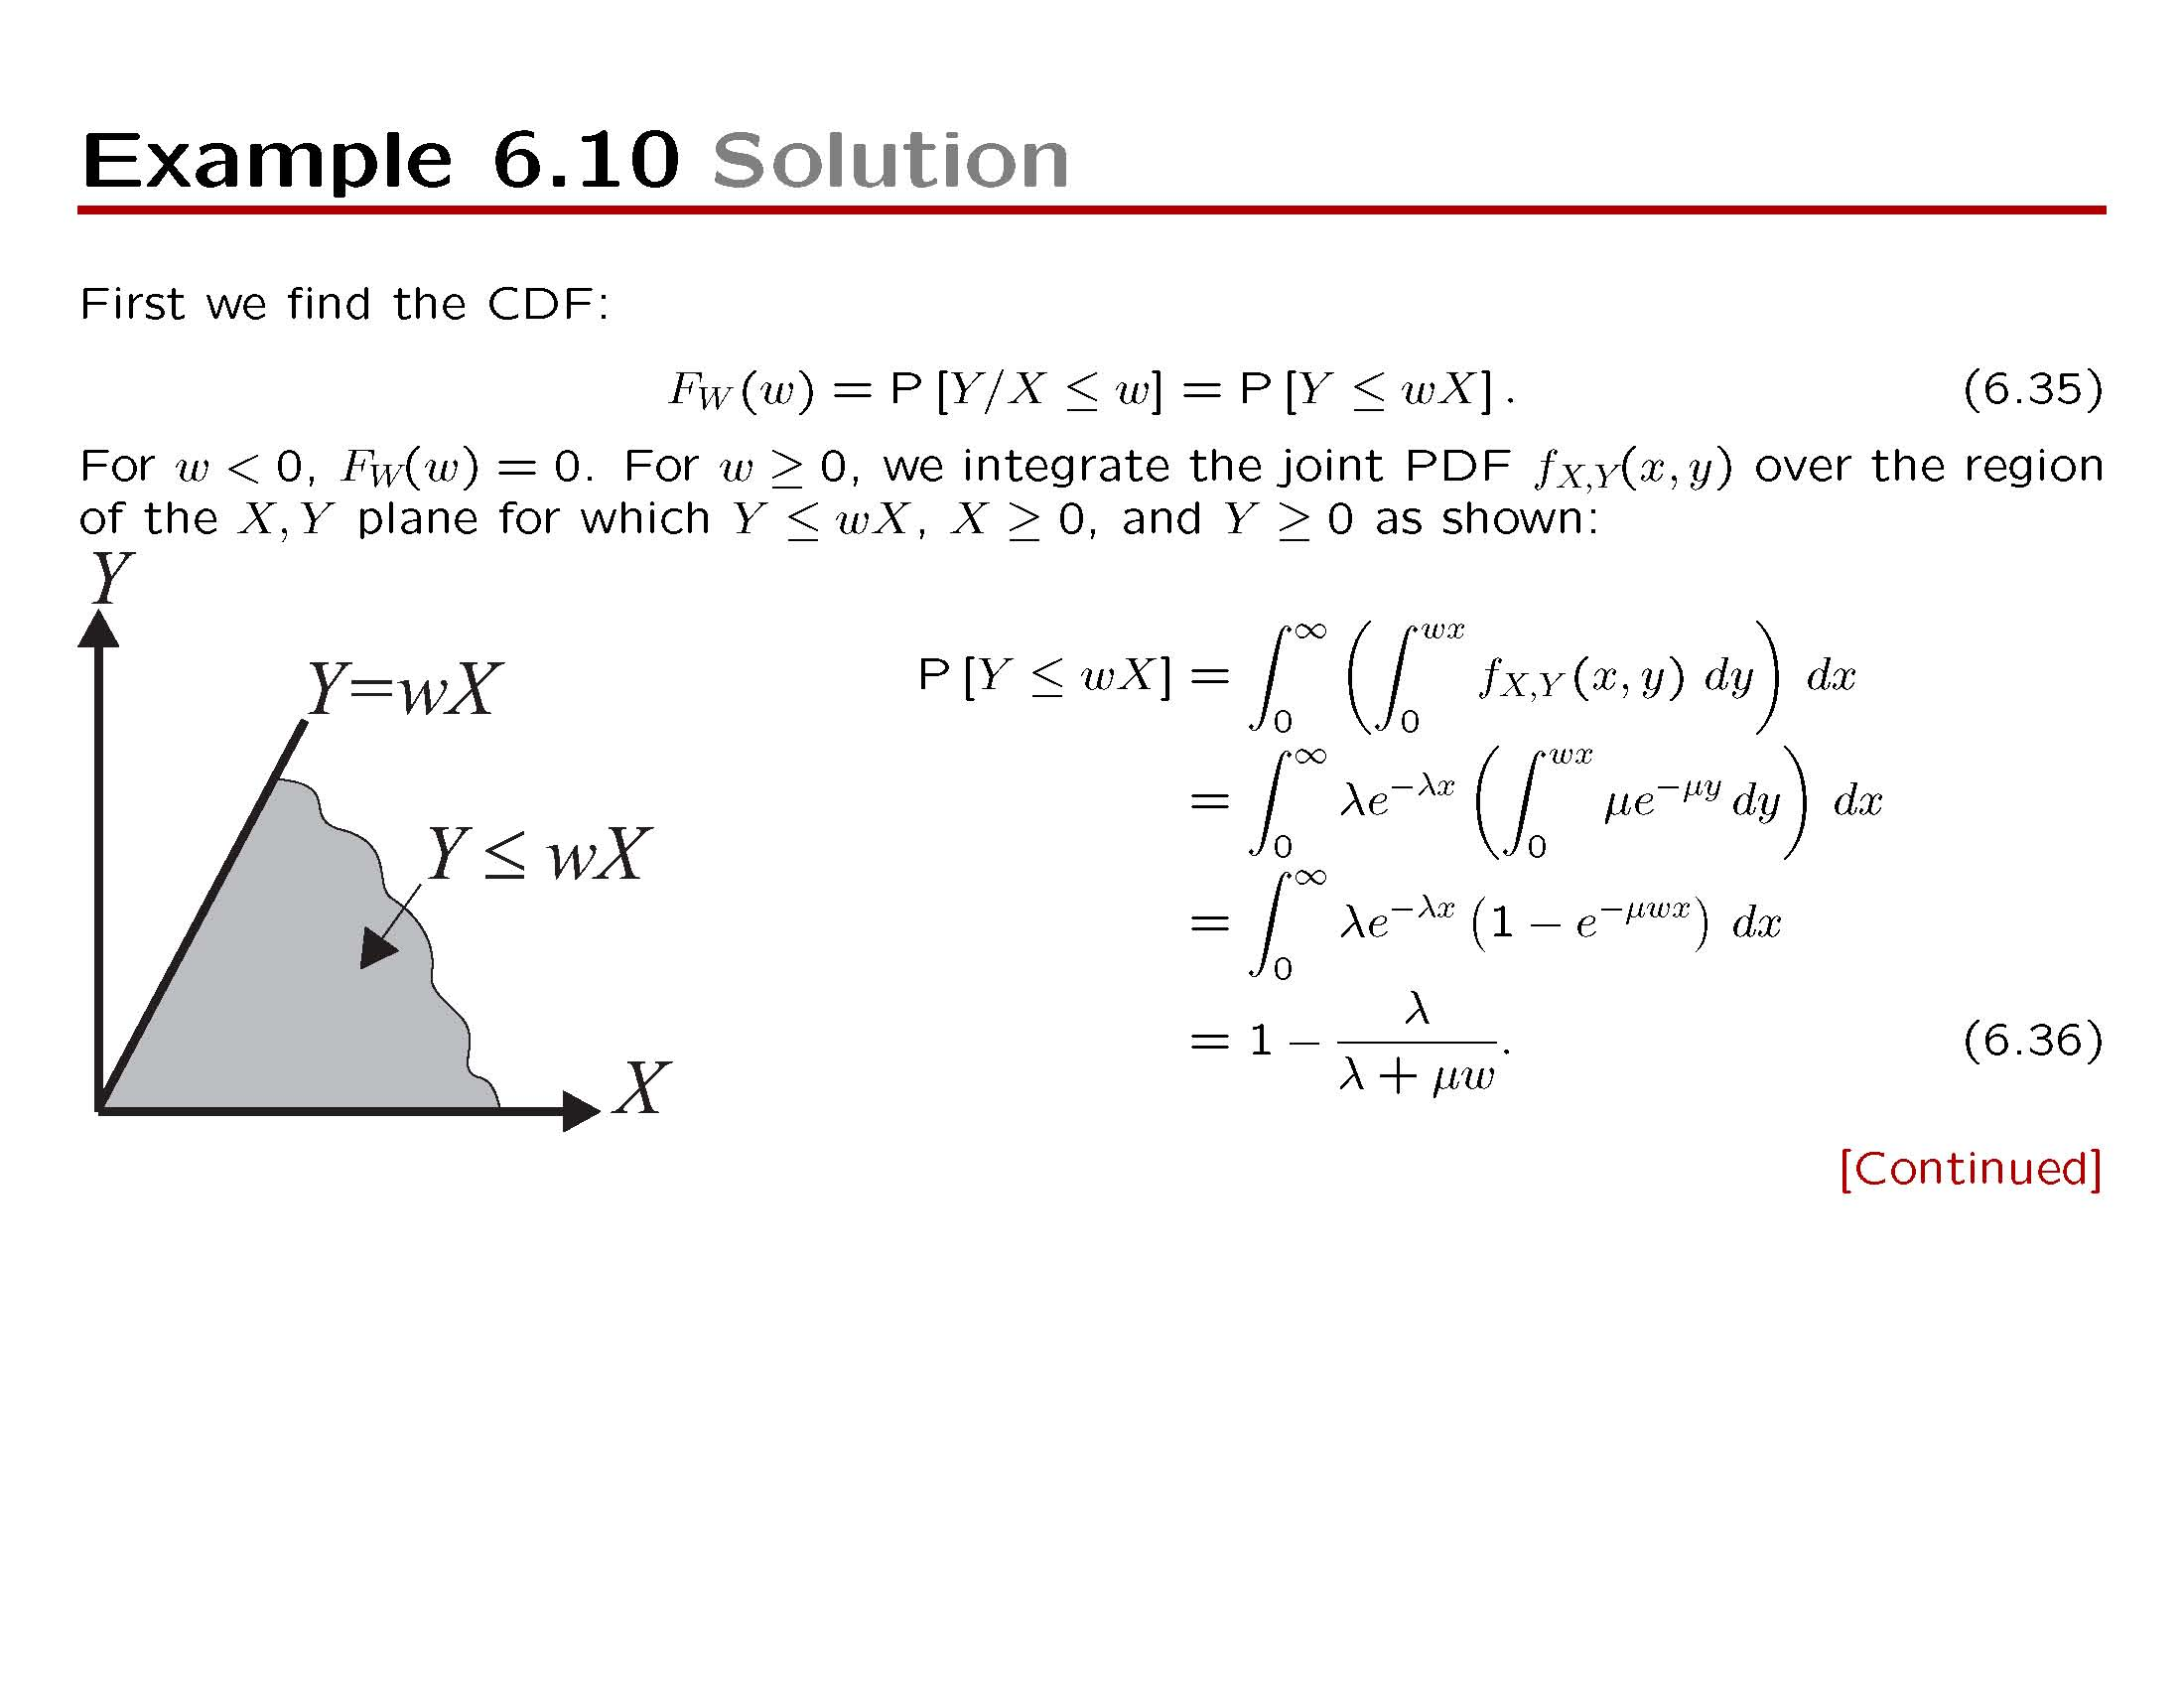 Example 6.10 Solution
First we find the CDF:
F_W(w) = P [Y/X ≤ w] = P [Y ≤ wX] . (6.35)
For w < 0, F_W(w) = 0. For w ≥ 0, we integrate the joint PDF f_{X,Y}(x, y) over the region
of the X, Y plane for which Y ≤ wX, X ≥ 0, and Y ≥ 0 as shown:
Y
Y=wX
Y ≤ wX
X
P [Y ≤ wX] = ∫_0^∞ (∫_0^{wx} f_{X,Y}(x, y) dy) dx
= ∫_0^∞ λe^{−λx} (∫_0^{wx} μe^{−μy} dy) dx
= ∫_0^∞ λe^{−λx} (1 − e^{−μwx}) dx
= 1 − λ/(λ + μw). (6.36)
[Continued]